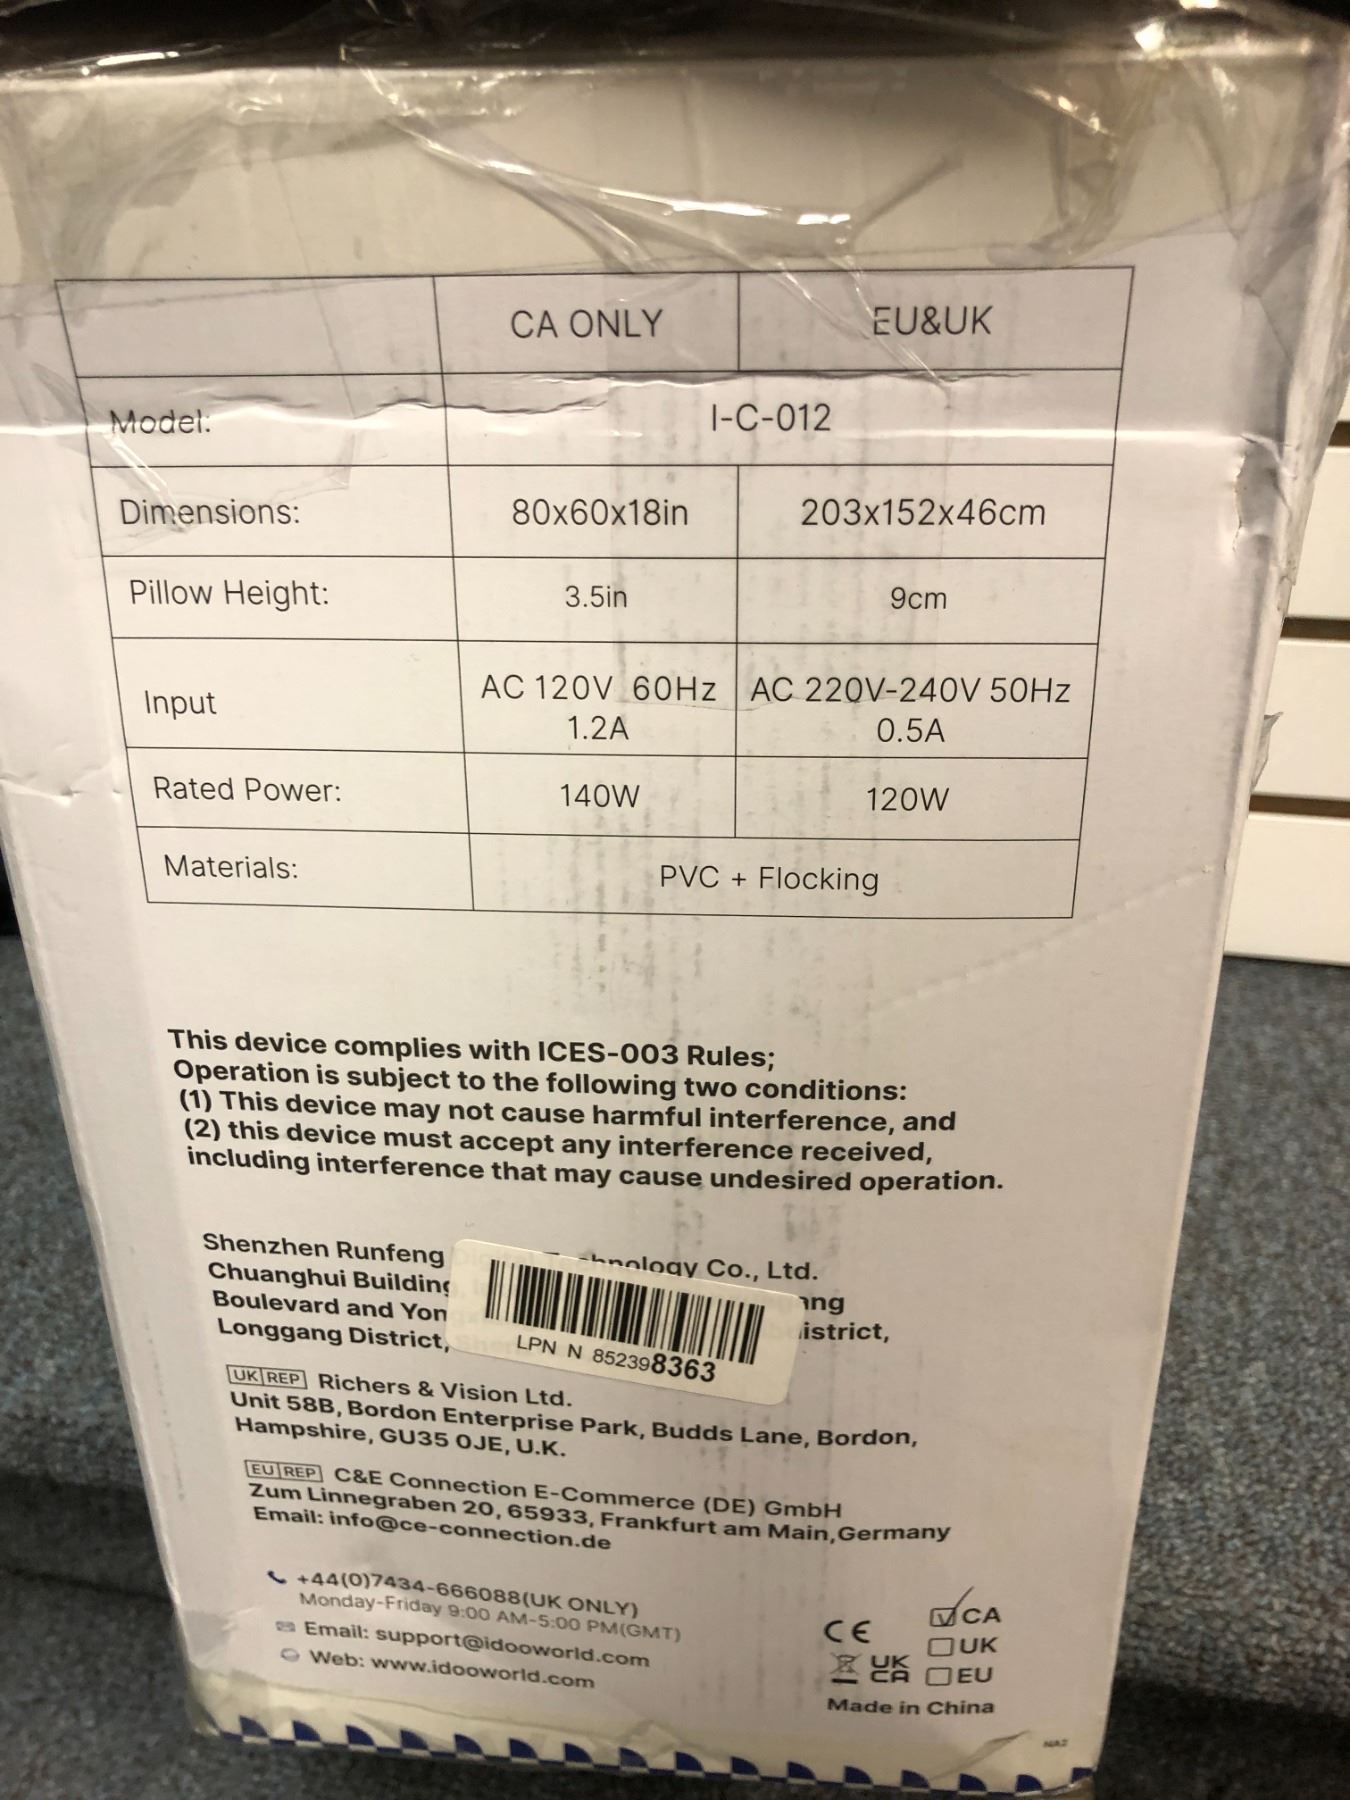 CA ONLY EU&UK
Model: I-C-012
Dimensions: 80x60x18in 203x152x46cm
Pillow Height: 3.5in 9cm
Input AC 120V 60Hz 1.2A AC 220V-240V 50Hz 0.5A
Rated Power: 140W 120W
Materials: PVC + Flocking
This device complies with ICES-003 Rules;
Operation is subject to the following two conditions:
(1) This device may not cause harmful interference, and
(2) this device must accept any interference received,
including interference that may cause undesired operation.
Shenzhen Runfeng Co., Ltd.
Chuanghui Building
Boulevard and
Longgang District,
LPN N 852398363
UK REP Richers & Vision Ltd.
Unit 58B, Bordon Enterprise Park, Budds Lane, Bordon,
Hampshire, GU35 0JE, U.K.
EU REP C&E Connection E-Commerce (DE) GmbH
Zum Linnegraben 20, 65933, Frankfurt am Main,Germany
Email: info@ce-connection.de
+44(0)7434-666088(UK ONLY)
Monday-Friday 9:00 AM-5:00 PM(GMT)
Email: support@idooworld.com
Web: www.idooworld.com
CE
UK
CA
CA
UK
EU
Made in China
NA2